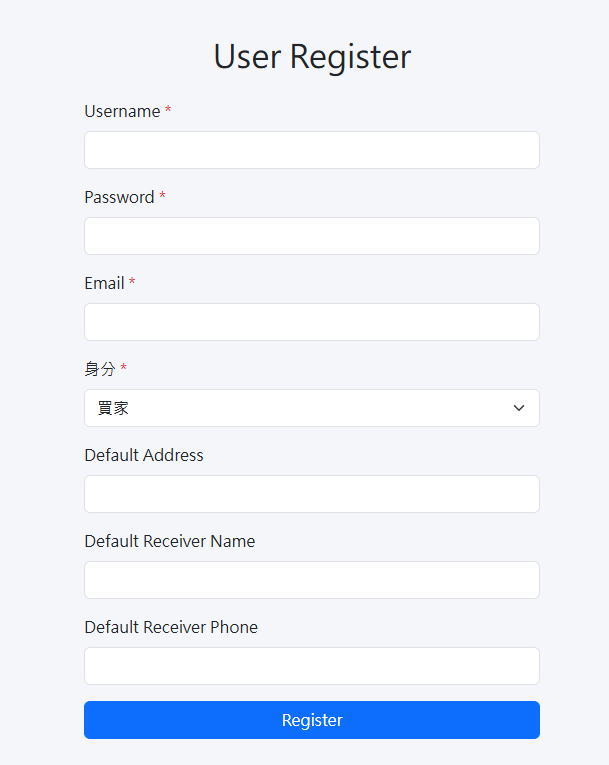 User Register
Username *
Password *
Email *
身分 *
買家
Default Address
Default Receiver Name
Default Receiver Phone
Register